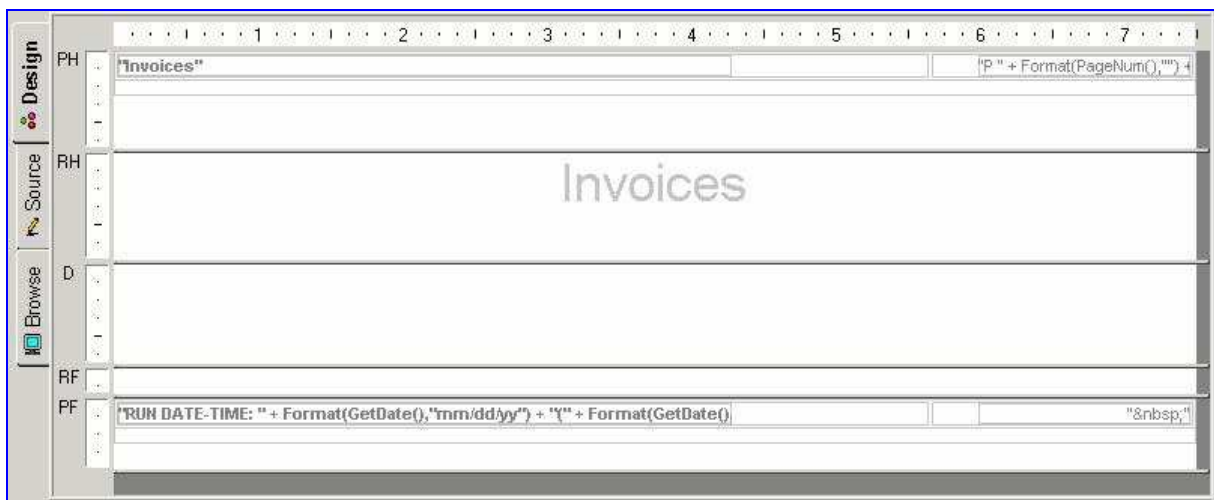 1 2 3 4 5 6 7
Design
Source
Browse
PH
"Invoices" "P " + Format(PageNum(),"") +
RH
Invoices
D
RF
PF
"RUN DATE-TIME: " + Format(GetDate(),"mm/dd/yy") + "(" + Format(GetDate() "&nbsp;"